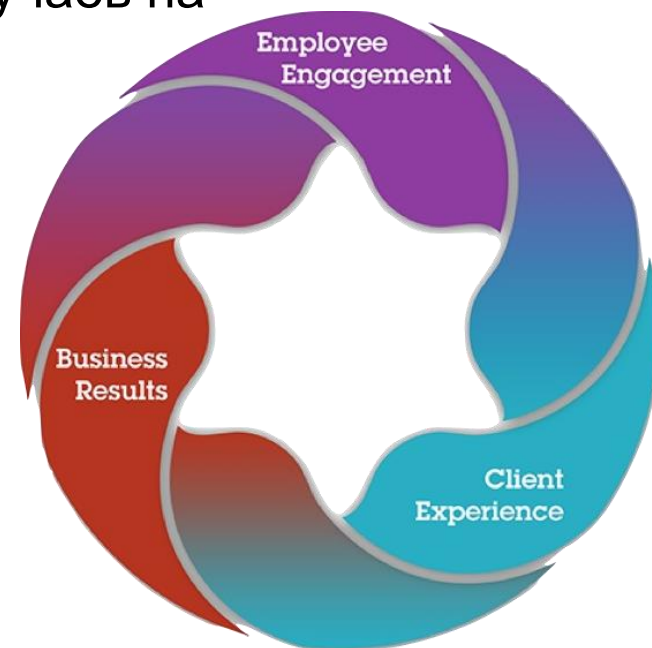 Employee
Engagement
Business
Results
Client
Experience